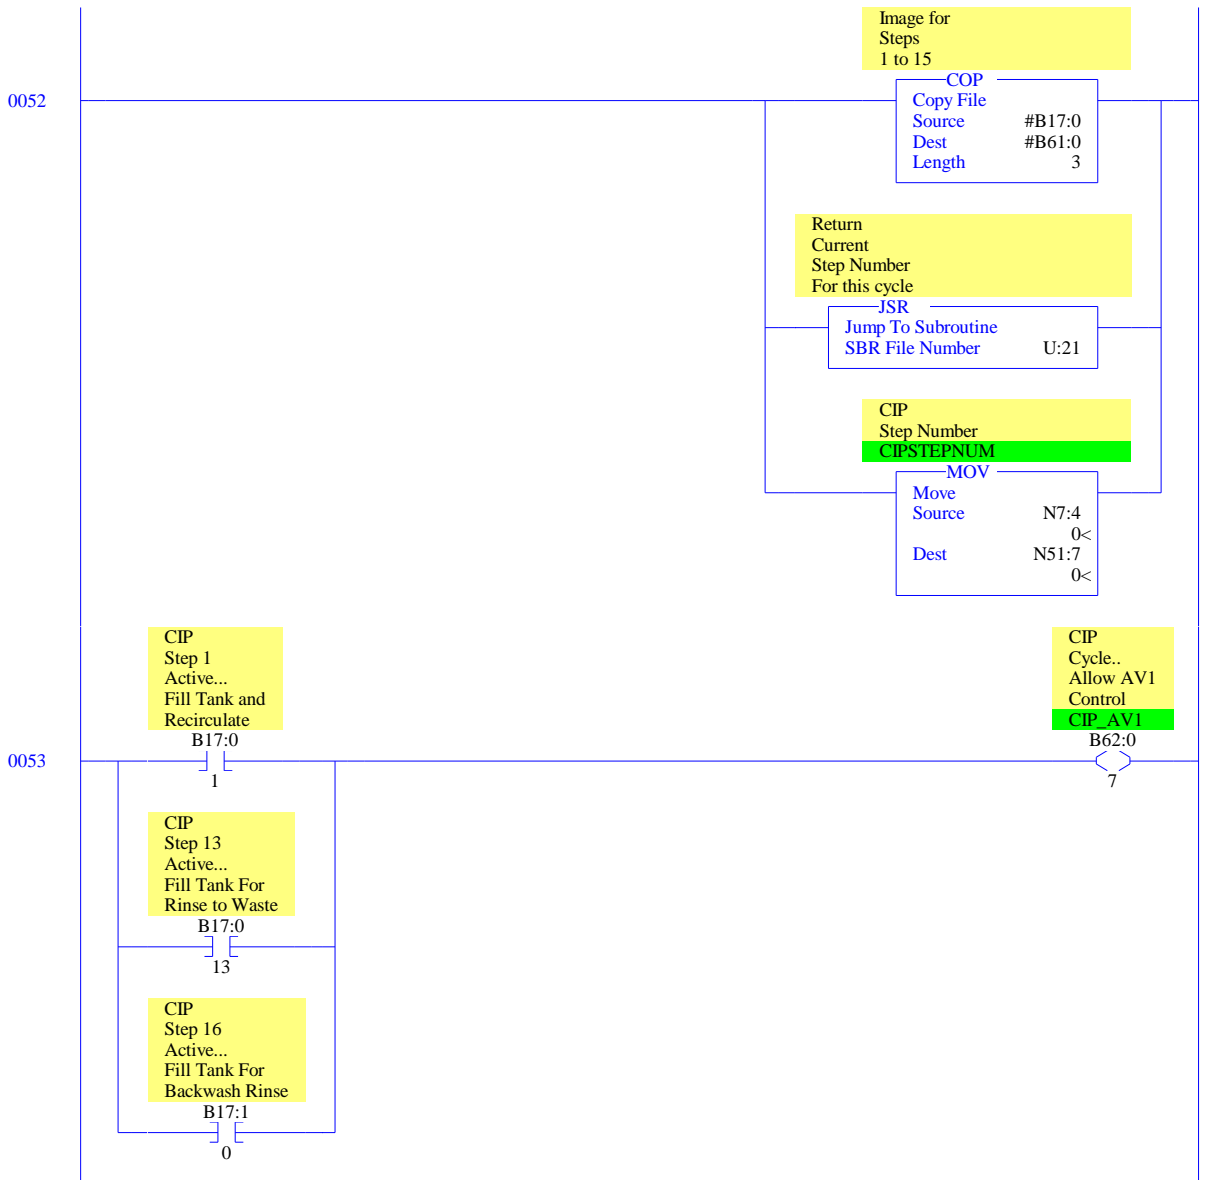 Image for
Steps
1 to 15
COP
0052
Copy File
Source #B17:0
Dest #B61:0
Length 3
Return
Current
Step Number
For this cycle
JSR
Jump To Subroutine
SBR File Number U:21
CIP
Step Number
CIPSTEPNUM
MOV
Move
Source N7:4
0<
Dest N51:7
0<
CIP
Step 1
Active...
Fill Tank and
Recirculate
B17:0
1
CIP
Cycle..
Allow AV1
Control
CIP_AV1
B62:0
7
0053
CIP
Step 13
Active...
Fill Tank For
Rinse to Waste
B17:0
13
CIP
Step 16
Active...
Fill Tank For
Backwash Rinse
B17:1
0